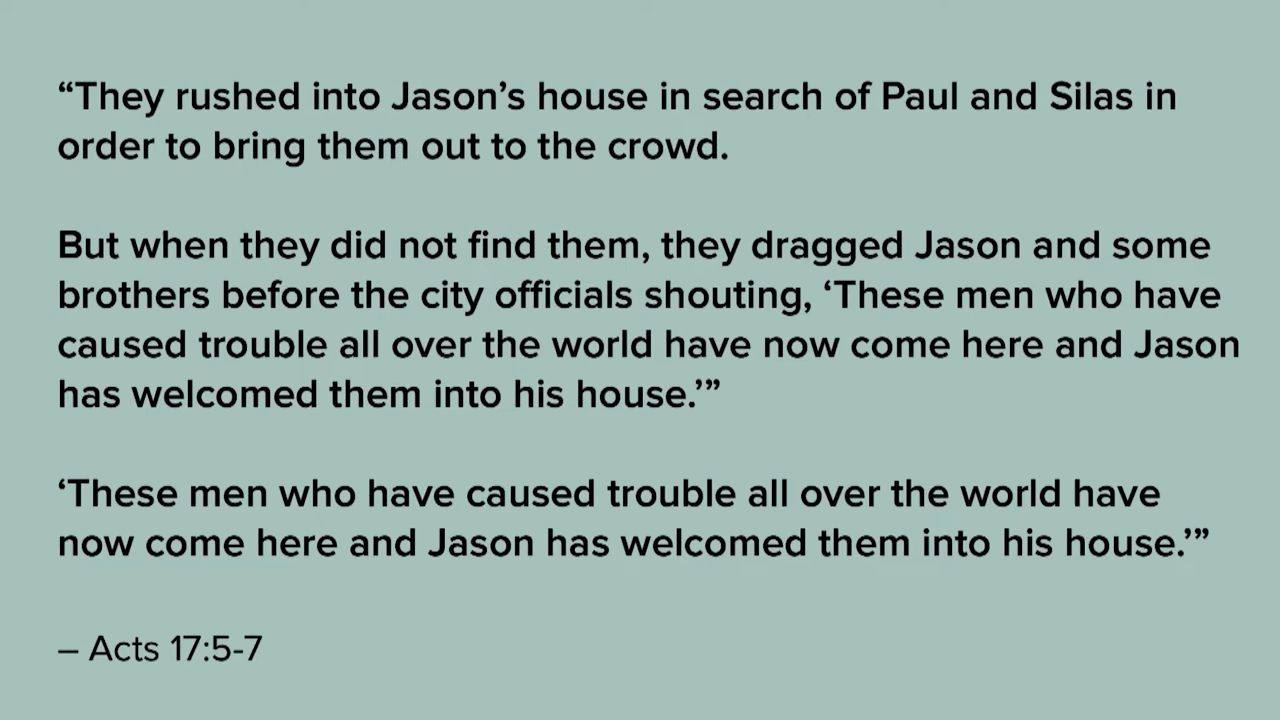 “They rushed into Jason’s house in search of Paul and Silas in
order to bring them out to the crowd.
But when they did not find them, they dragged Jason and some
brothers before the city officials shouting, ‘These men who have
caused trouble all over the world have now come here and Jason
has welcomed them into his house.’”
‘These men who have caused trouble all over the world have
now come here and Jason has welcomed them into his house.’”
– Acts 17:5-7